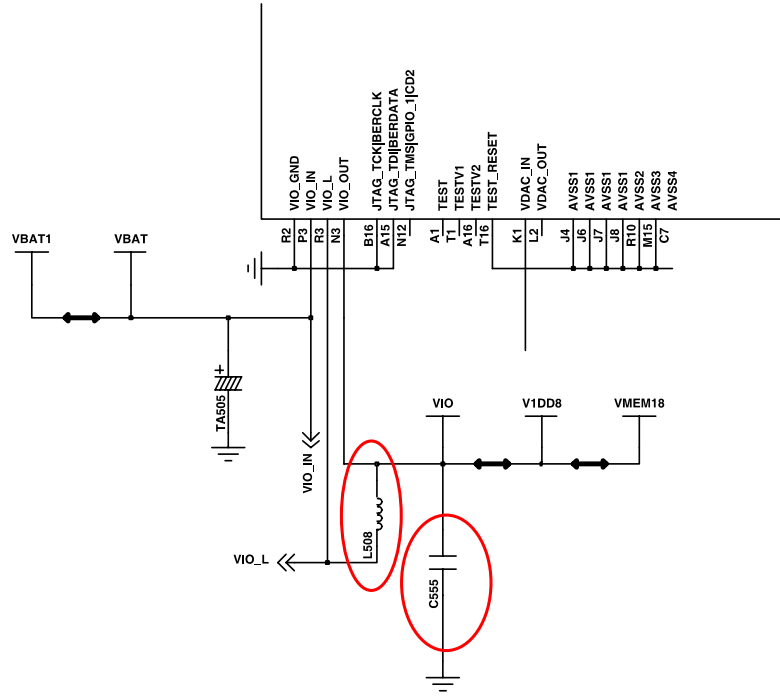 VIO_GND
VIO_IN
VIO_L
VIO_OUT
JTAG_TCK|BERCLK
JTAG_TDI|BERDATA
JTAG_TMS|GPIO_1|CD2
TEST
TESTV1
TESTV2
TEST_RESET
VDAC_IN
VDAC_OUT
AVSS1
AVSS1
AVSS1
AVSS1
AVSS2
AVSS3
AVSS4
R2
P3
R3
N3
B16
A15
N12
A1
T1
A16
T16
K1
L2
J4
J6
J7
J8
R10
M15
C7
VBAT1
VBAT
+
TA505
VIO_IN
VIO
V1DD8
VMEM18
L508
VIO_L
C555